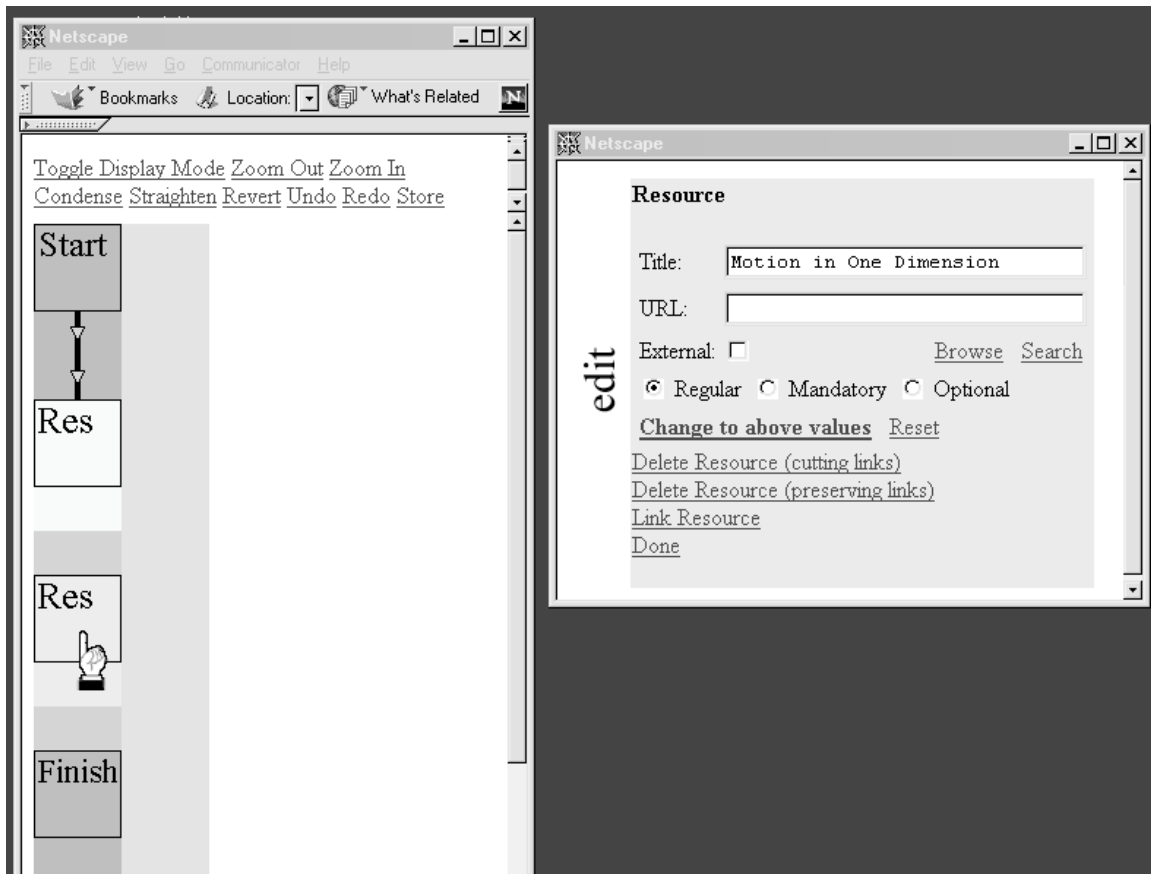 Netscape
File Edit View Go Communicator Help
Bookmarks Location: What's Related N
Toggle Display Mode Zoom Out Zoom In
Condense Straighten Revert Undo Redo Store
Start
Res
Res
Finish
Netscape
Resource
Title: Motion in One Dimension
URL:
External: Browse Search
Regular Mandatory Optional
Change to above values Reset
Delete Resource (cutting links)
Delete Resource (preserving links)
Link Resource
Done
edit